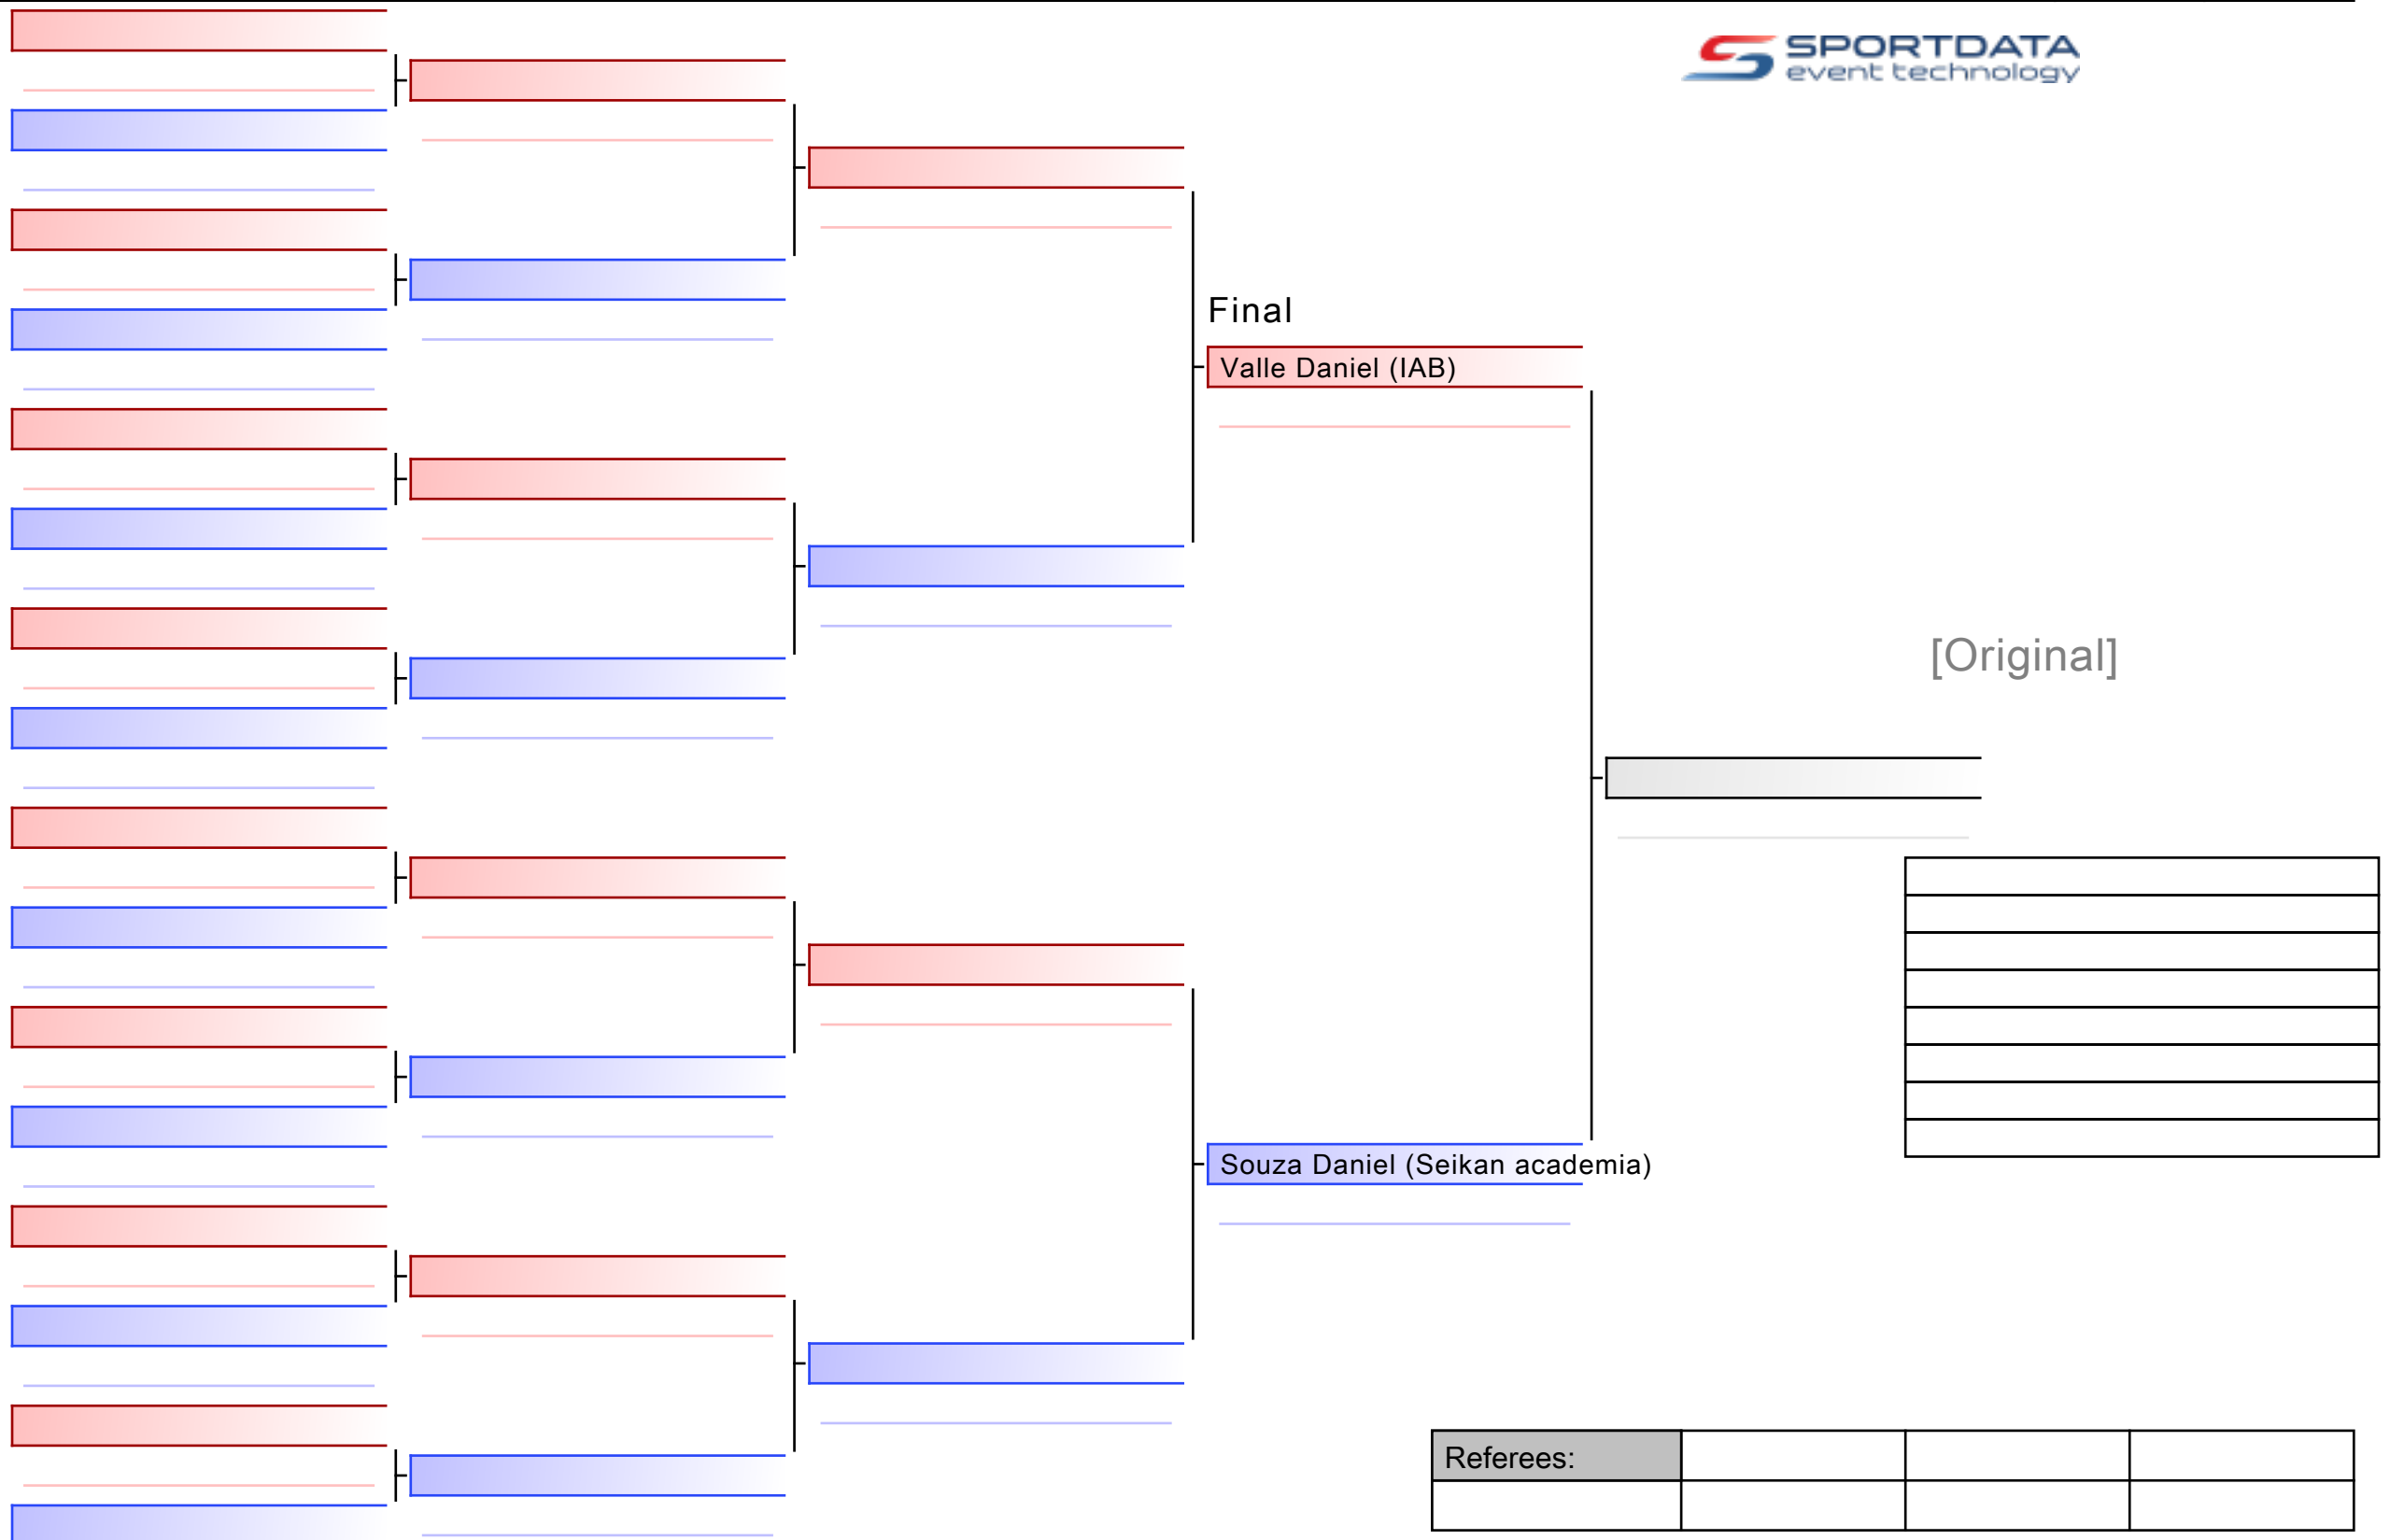 SPORTDATA
event technology
Final
Valle Daniel (IAB)
[Original]
Souza Daniel (Seikan academia)
Referees: